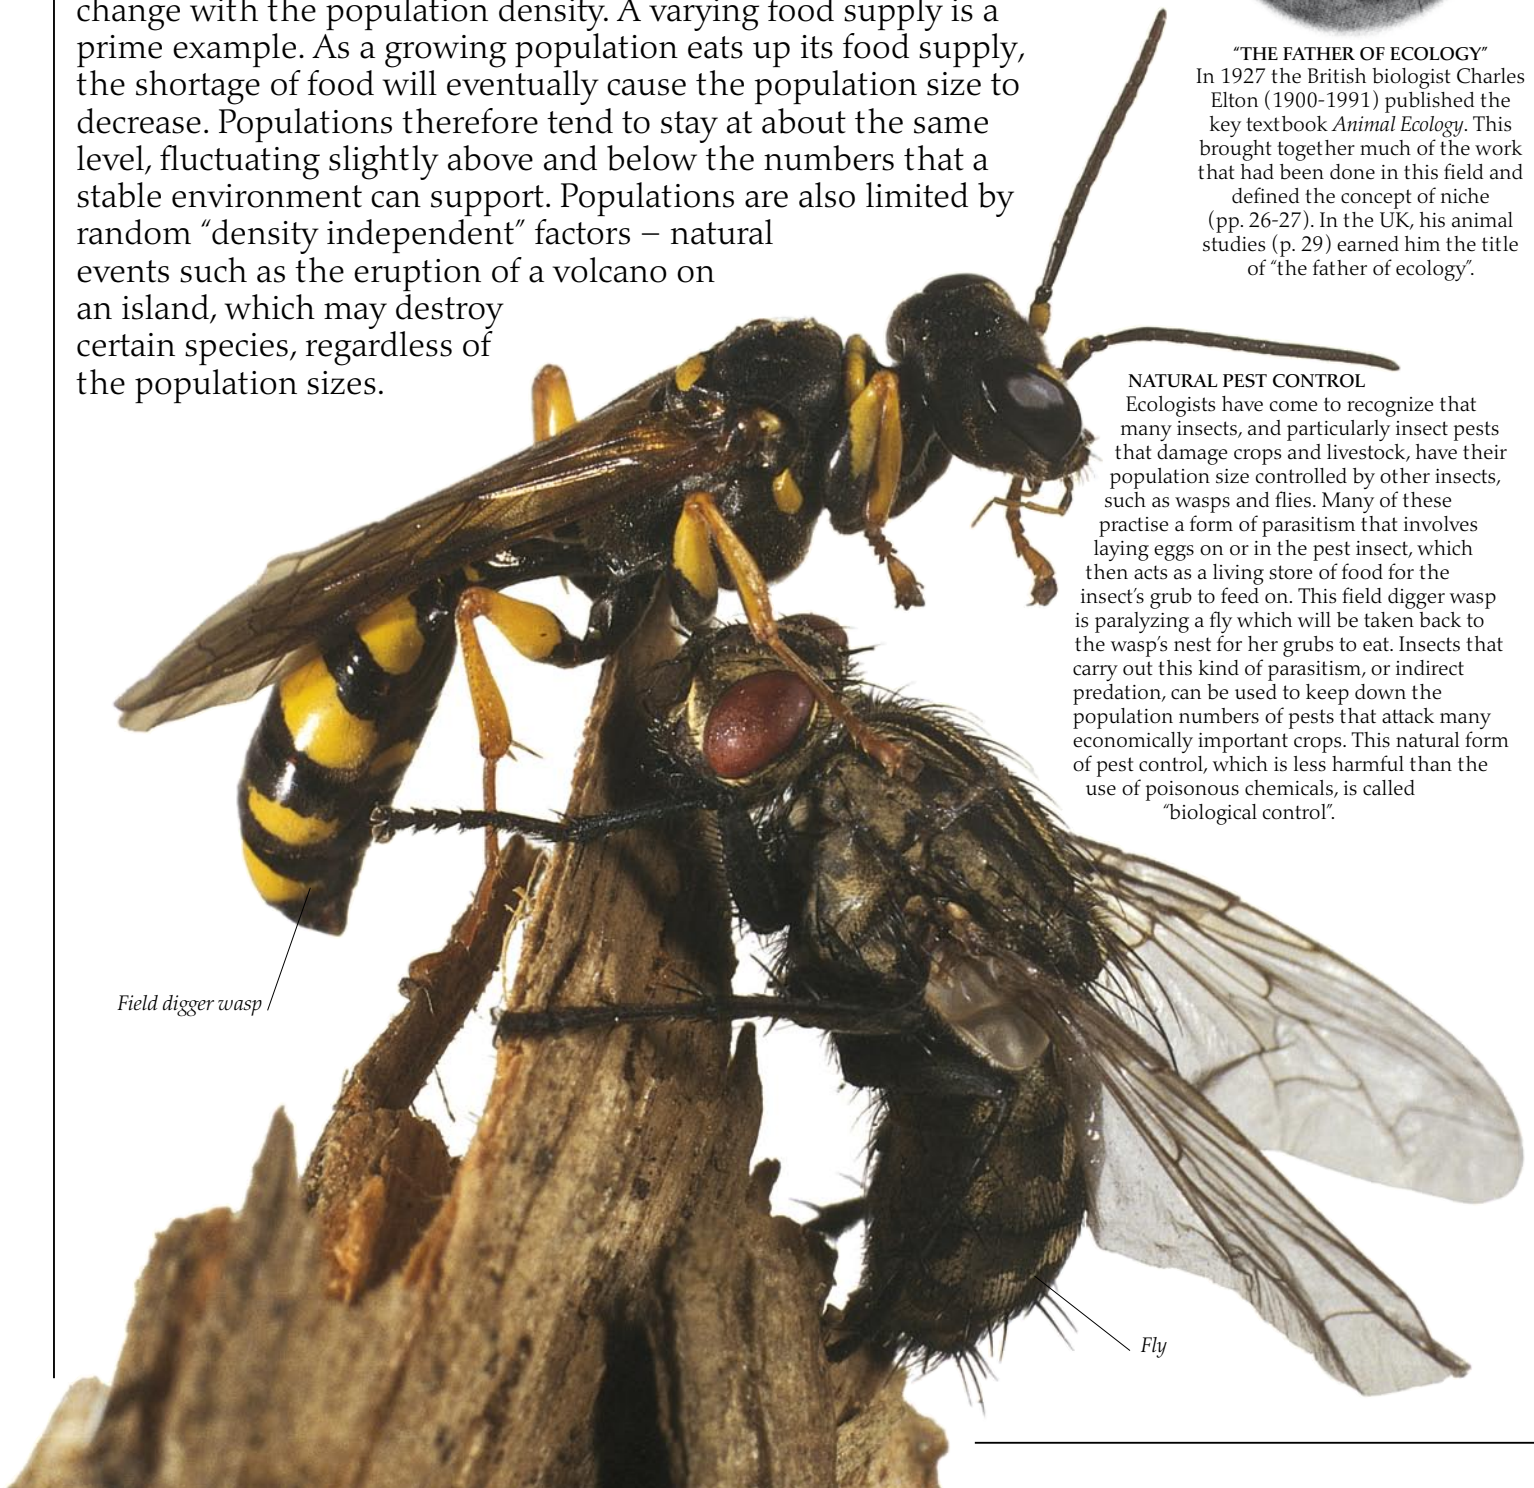 change with the population density. A varying food supply is a
prime example. As a growing population eats up its food supply,
the shortage of food will eventually cause the population size to
decrease. Populations therefore tend to stay at about the same
level, fluctuating slightly above and below the numbers that a
stable environment can support. Populations are also limited by
random “density independent” factors – natural
events such as the eruption of a volcano on
an island, which may destroy
certain species, regardless of
the population sizes.
“THE FATHER OF ECOLOGY”
In 1927 the British biologist Charles
Elton (1900-1991) published the
key textbook Animal Ecology. This
brought together much of the work
that had been done in this field and
defined the concept of niche
(pp. 26-27). In the UK, his animal
studies (p. 29) earned him the title
of “the father of ecology”.
NATURAL PEST CONTROL
Ecologists have come to recognize that
many insects, and particularly insect pests
that damage crops and livestock, have their
population size controlled by other insects,
such as wasps and flies. Many of these
practise a form of parasitism that involves
laying eggs on or in the pest insect, which
then acts as a living store of food for the
insect’s grub to feed on. This field digger wasp
is paralyzing a fly which will be taken back to
the wasp’s nest for her grubs to eat. Insects that
carry out this kind of parasitism, or indirect
predation, can be used to keep down the
population numbers of pests that attack many
economically important crops. This natural form
of pest control, which is less harmful than the
use of poisonous chemicals, is called
“biological control”.
Field digger wasp
Fly